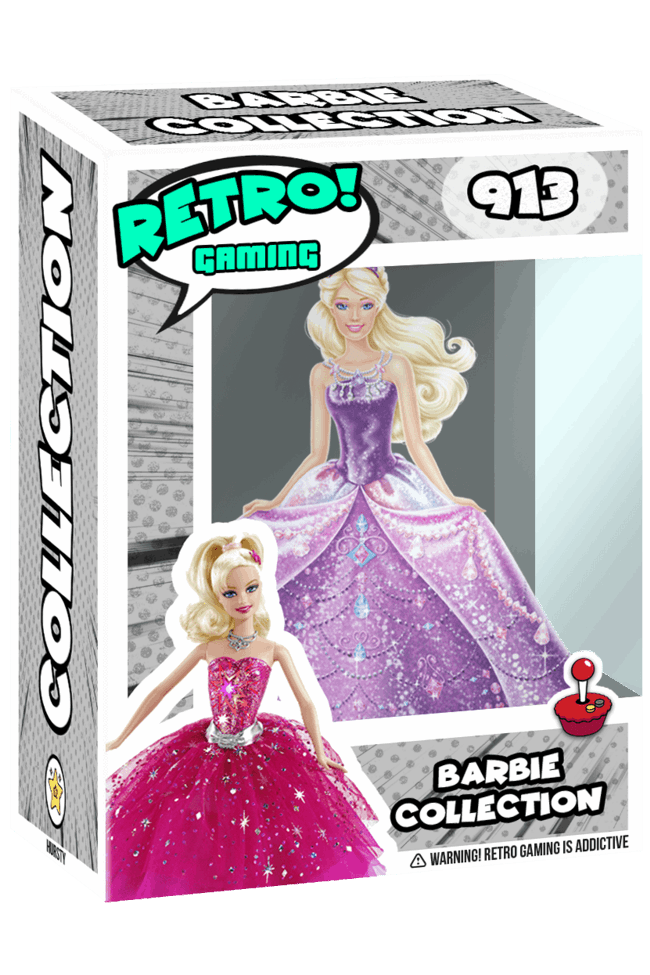 BARBIE
COLLECTION
RETRO!
GAMING
913
COLLECTION
HURSTY
BARBIE
COLLECTION
WARNING! RETRO GAMING IS ADDICTIVE